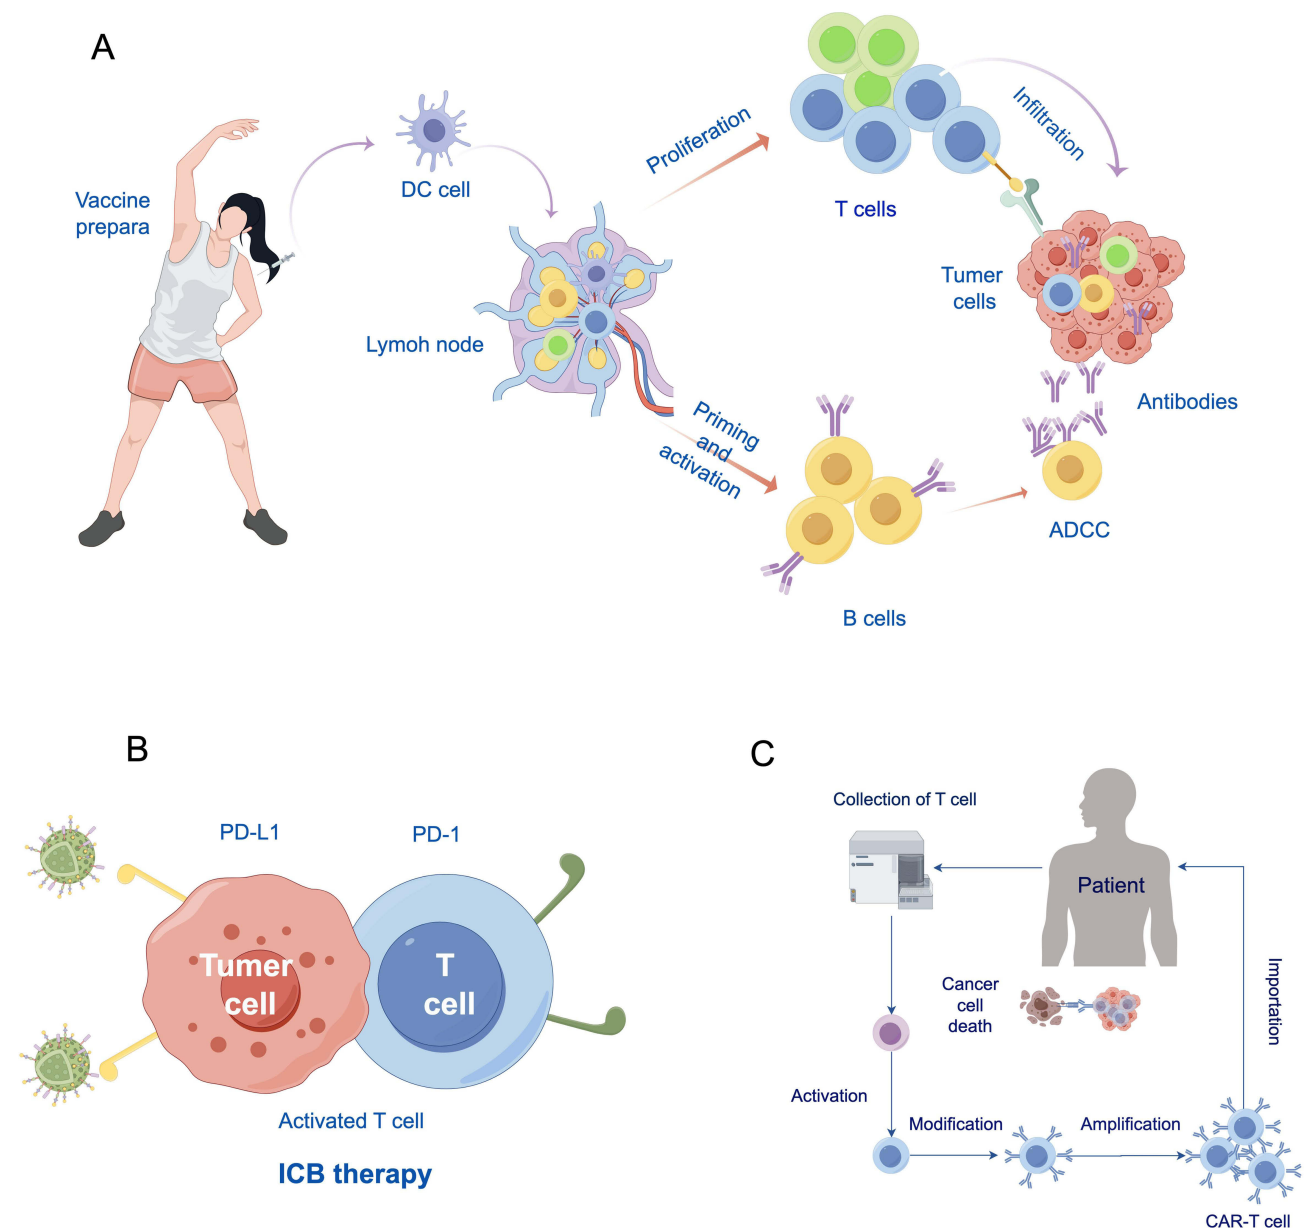 A
Vaccine
prepara
DC cell
Lymoh node
Proliferation
T cells
Infiltration
Tumer
cells
Priming
and
activation
Antibodies
ADCC
B cells
B
PD-L1
PD-1
Tumer
cell
T
cell
Activated T cell
ICB therapy
C
Collection of T cell
Patient
Cancer
cell
death
Importation
Activation
Modification
Amplification
CAR-T cell